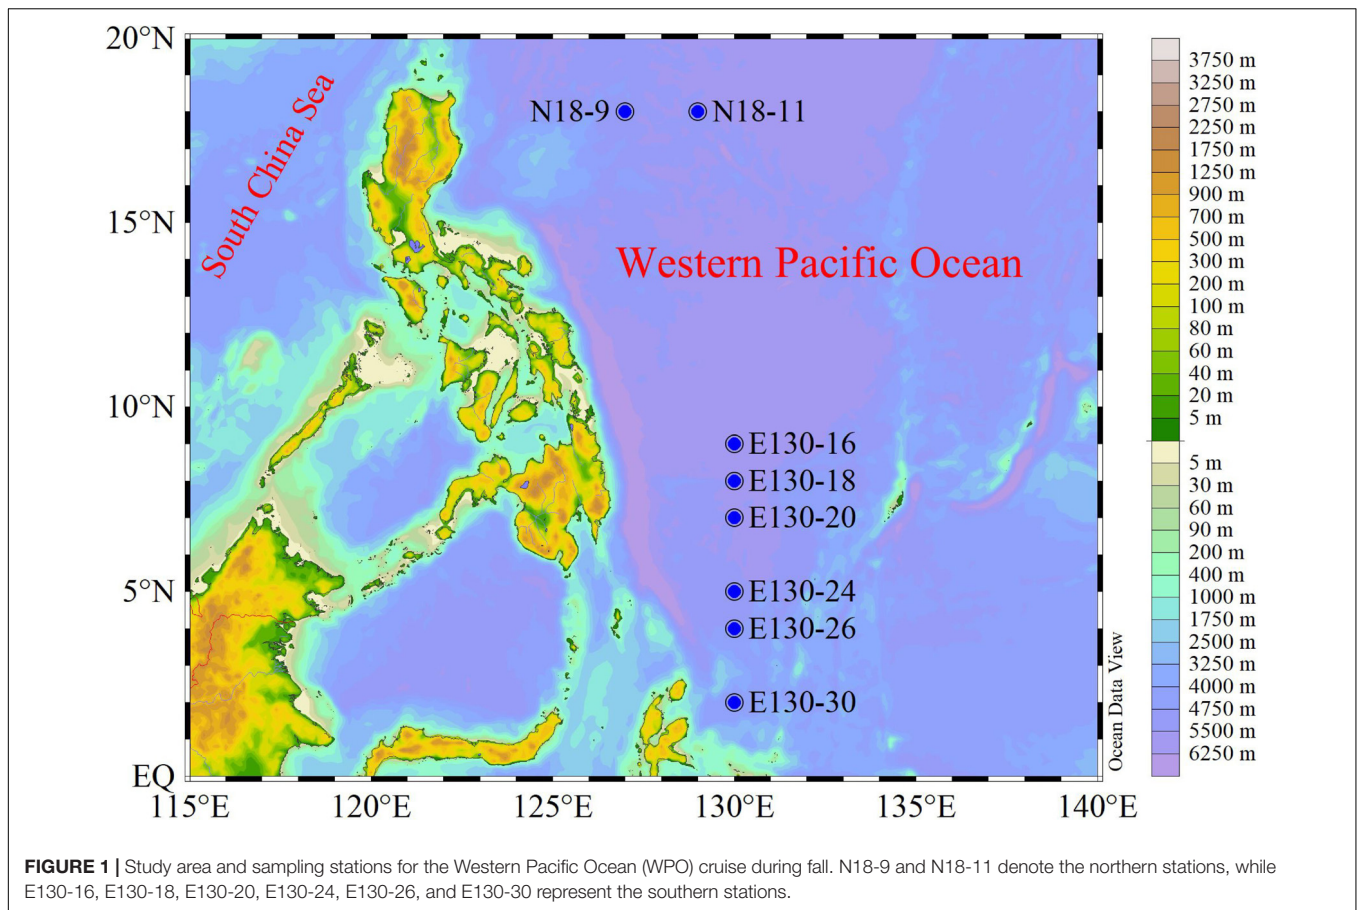 20°N
15°N
10°N
5°N
EQ
115°E
120°E
125°E
130°E
135°E
140°E
South China Sea
Western Pacific Ocean
N18-9
N18-11
E130-16
E130-18
E130-20
E130-24
E130-26
E130-30
Ocean Data View
3750 m
3250 m
2750 m
2250 m
1750 m
1250 m
900 m
700 m
500 m
300 m
200 m
100 m
80 m
60 m
40 m
20 m
5 m
5 m
30 m
60 m
90 m
200 m
400 m
1000 m
1750 m
2500 m
3250 m
4000 m
4750 m
5500 m
6250 m
FIGURE 1 | Study area and sampling stations for the Western Pacific Ocean (WPO) cruise during fall. N18-9 and N18-11 denote the northern stations, while
E130-16, E130-18, E130-20, E130-24, E130-26, and E130-30 represent the southern stations.